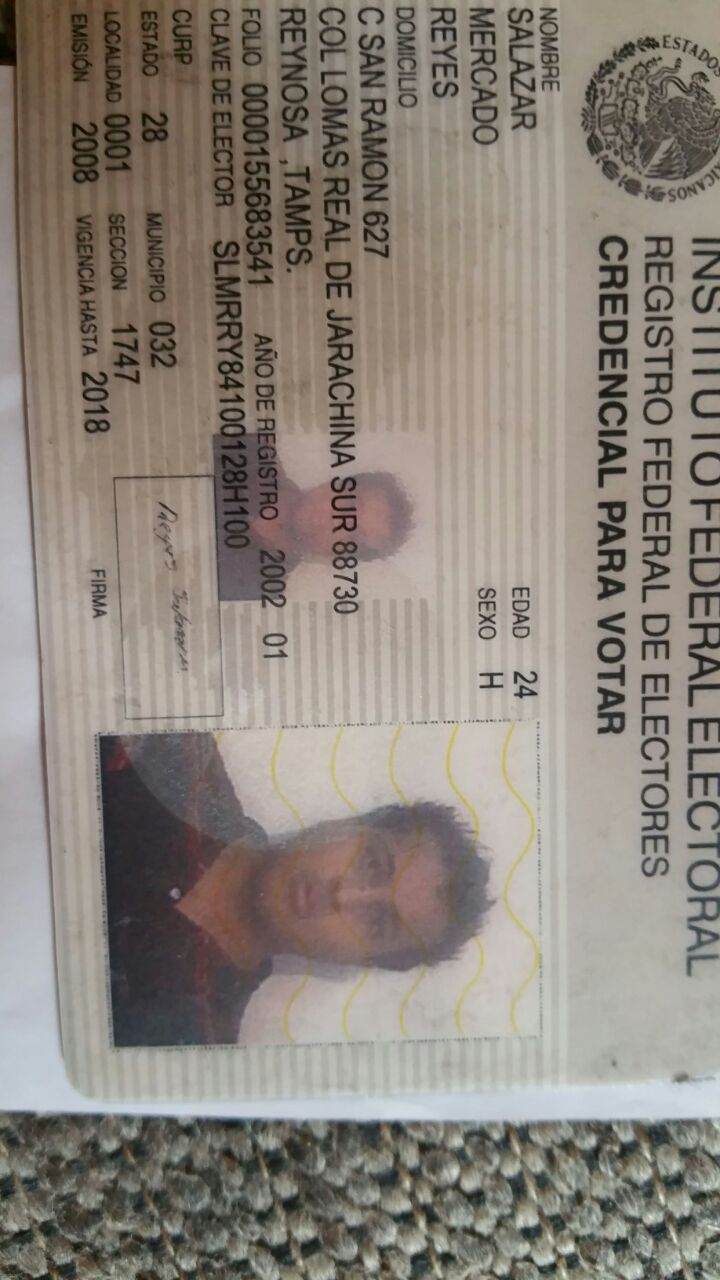 ESTADOS
MEXICANOS
INSTITUTO FEDERAL ELECTORAL
REGISTRO FEDERAL DE ELECTORES
CREDENCIAL PARA VOTAR
NOMBRE
SALAZAR
MERCADO
REYES
EDAD 24
SEXO H
DOMICILIO
C SAN RAMON 627
COL LOMAS REAL DE JARACHINA SUR 88730
REYNOSA ,TAMPS.
FOLIO 0000155683541 AÑO DE REGISTRO 2002 01
CLAVE DE ELECTOR SLMRRY84100128H100
CURP
ESTADO 28 MUNICIPIO 032
LOCALIDAD 0001 SECCION 1747
EMISIÓN 2008 VIGENCIA HASTA 2018
FIRMA